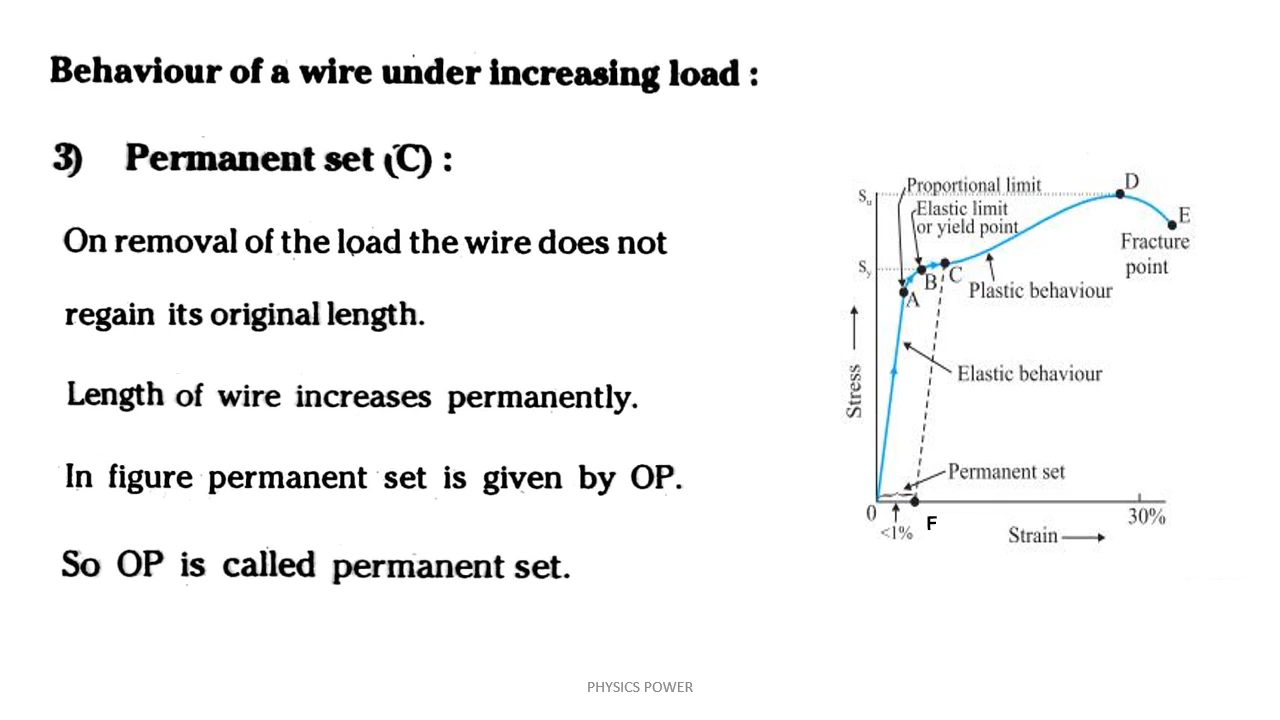 Behaviour of a wire under increasing load :
3) Permanent set (C) :
On removal of the load the wire does not
regain its original length.
Length of wire increases permanently.
In figure permanent set is given by OP.
So OP is called permanent set.
Proportional limit
D
Su
Elastic limit
or yield point
E
Fracture
point
Sy
B
C
A
Plastic behaviour
Stress
Elastic behaviour
Permanent set
0
<1%
F
30%
Strain
PHYSICS POWER